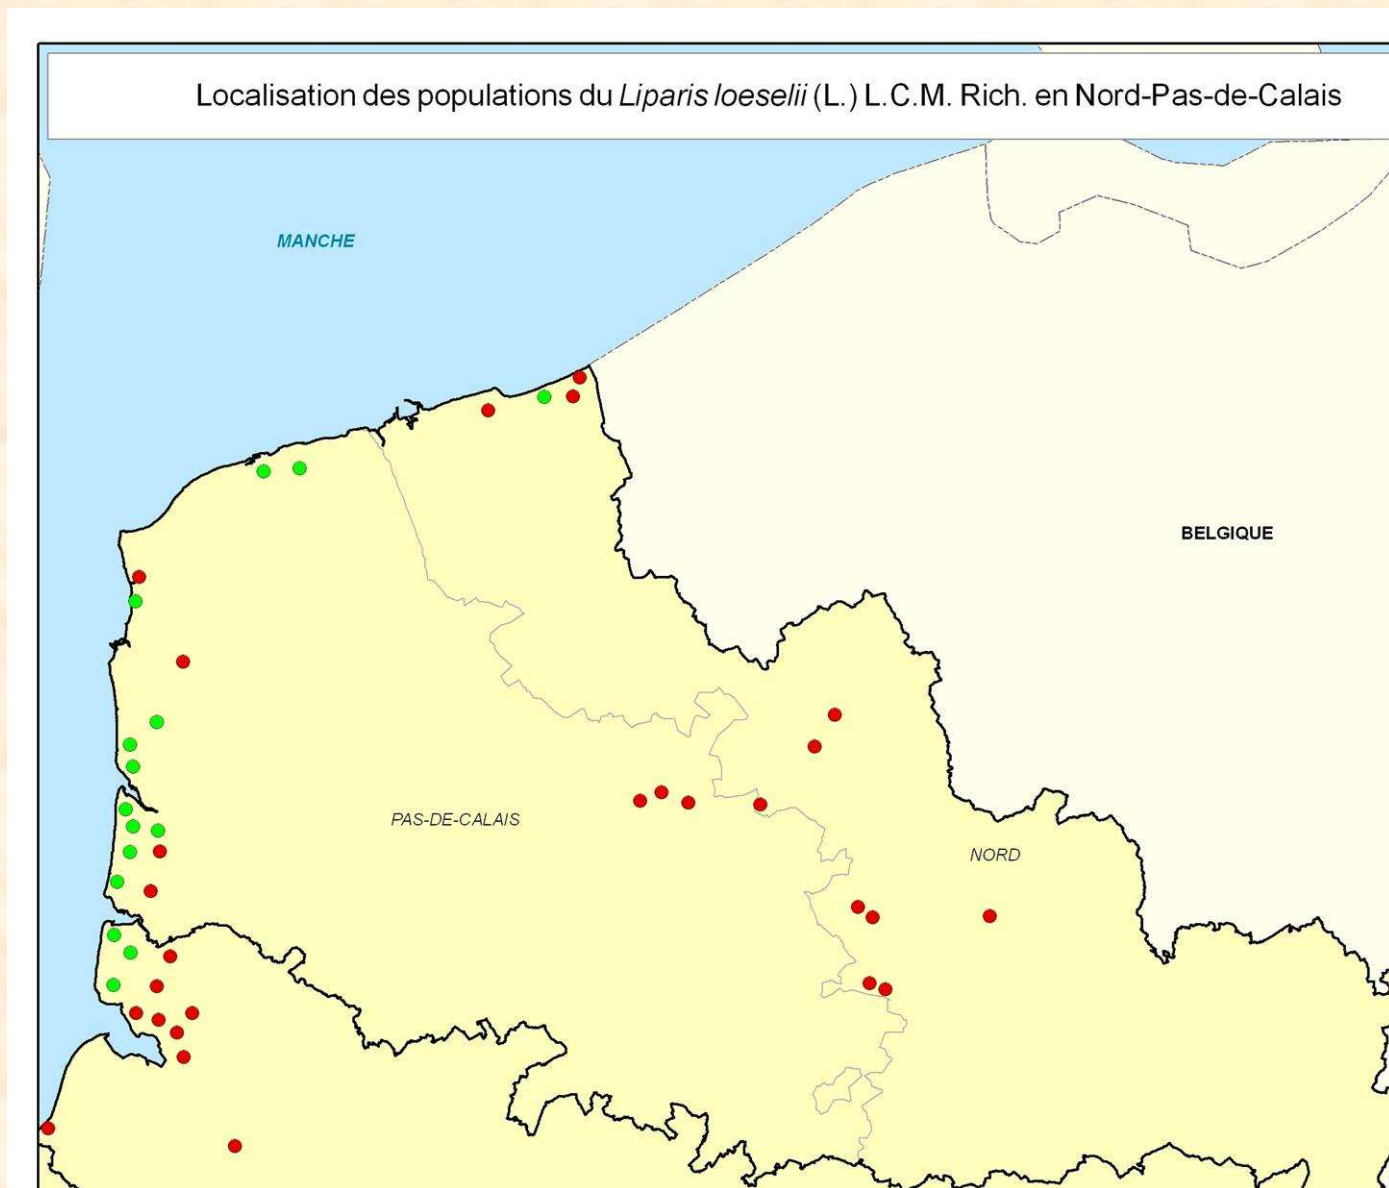 Localisation des populations du Liparis loeselii (L.) L.C.M. Rich. en Nord-Pas-de-Calais
MANCHE
BELGIQUE
PAS-DE-CALAIS
NORD